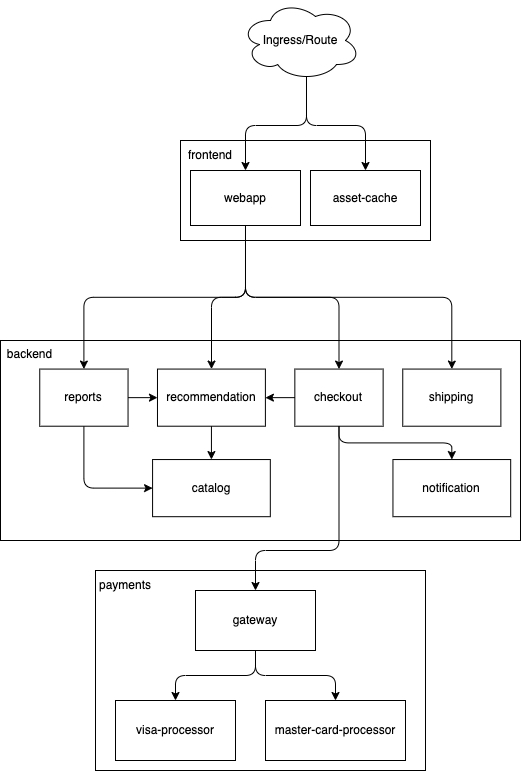 Ingress/Route
frontend
webapp
asset-cache
backend
reports
recommendation
checkout
shipping
catalog
notification
payments
gateway
visa-processor
master-card-processor